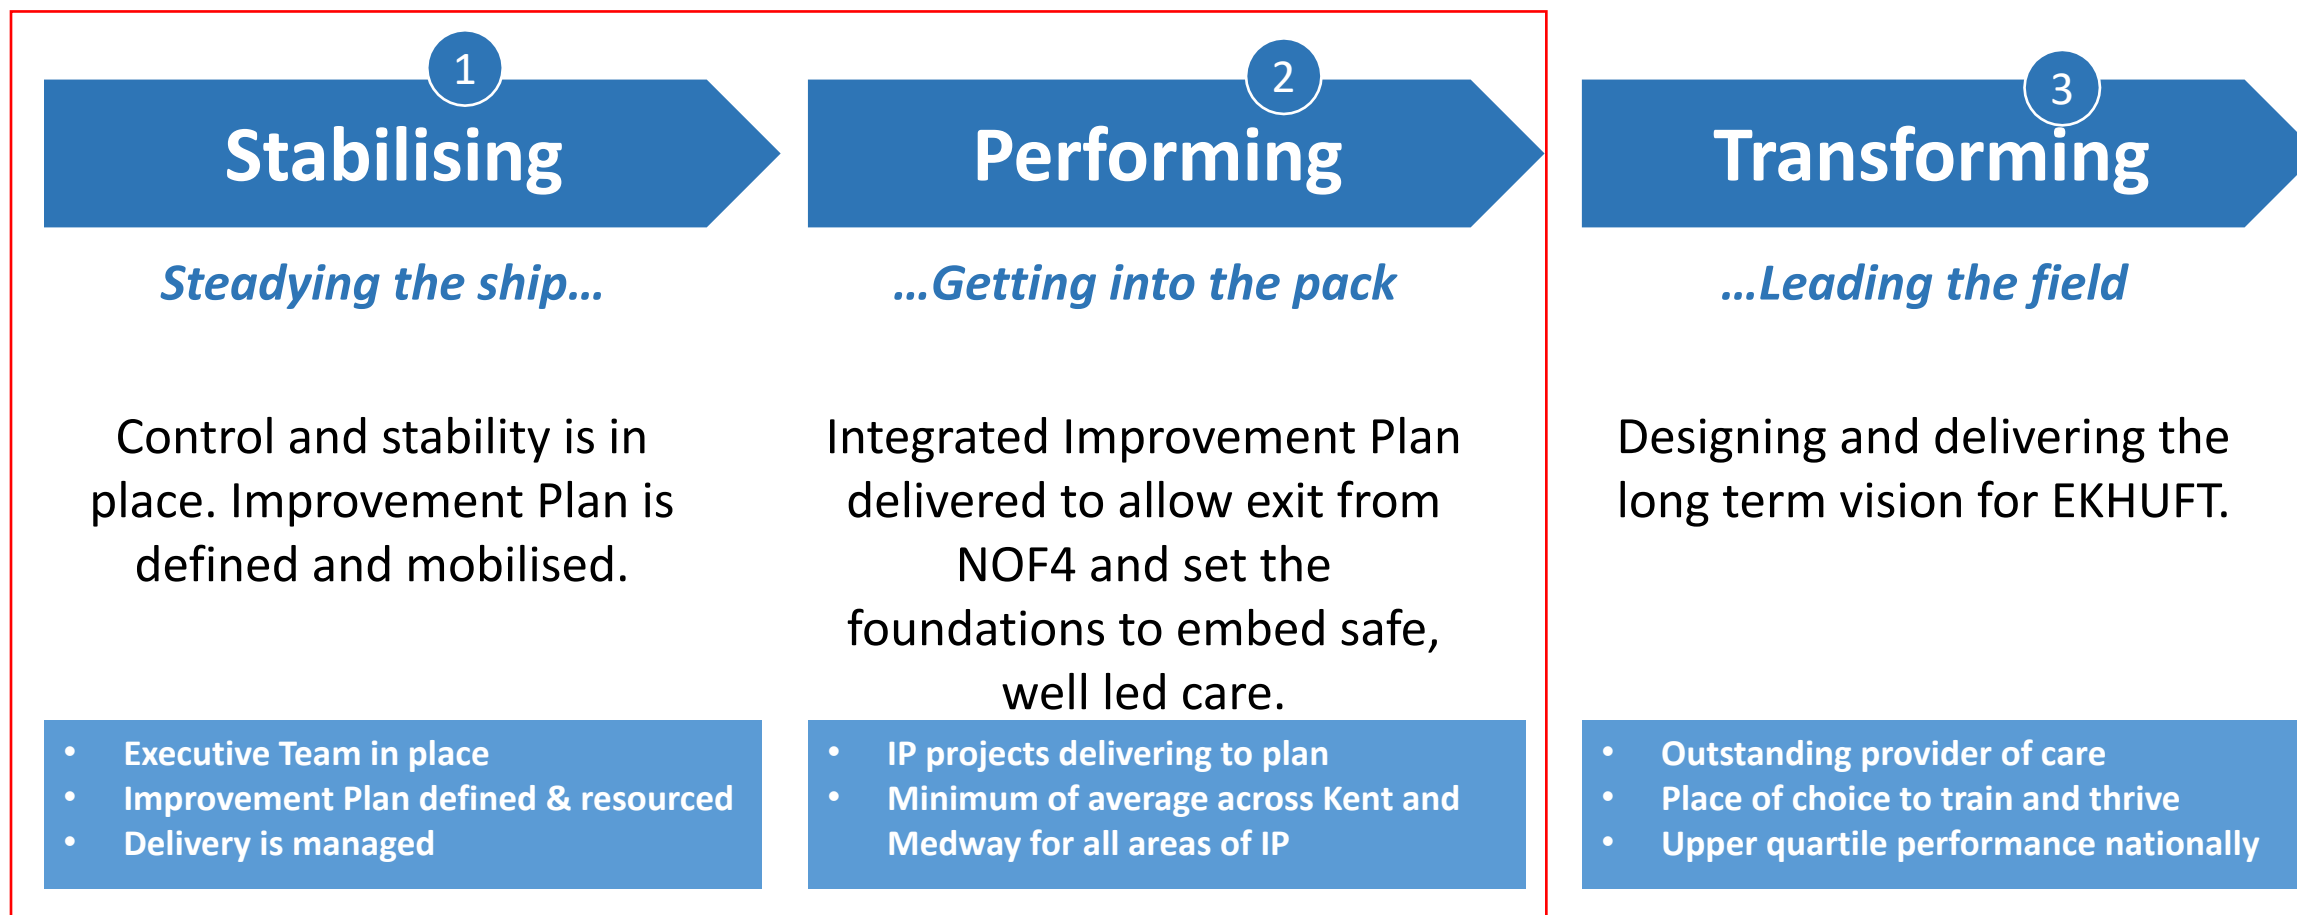 1
Stabilising
Steadying the ship...
Control and stability is in
place. Improvement Plan is
defined and mobilised.
• Executive Team in place
• Improvement Plan defined & resourced
• Delivery is managed
2
Performing
...Getting into the pack
Integrated Improvement Plan
delivered to allow exit from
NOF4 and set the
foundations to embed safe,
well led care.
• IP projects delivering to plan
• Minimum of average across Kent and
Medway for all areas of IP
3
Transforming
...Leading the field
Designing and delivering the
long term vision for EKHUFT.
• Outstanding provider of care
• Place of choice to train and thrive
• Upper quartile performance nationally